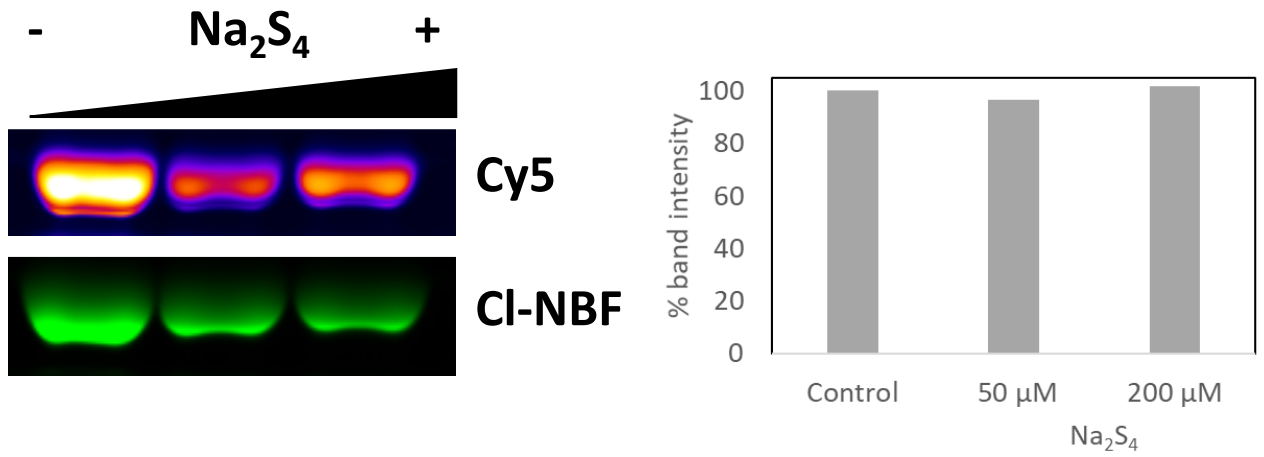 - Na₂S₄ +
Cy5
Cl-NBF
% band intensity
100
80
60
40
20
0
Control 50 µM 200 µM
Na₂S₄